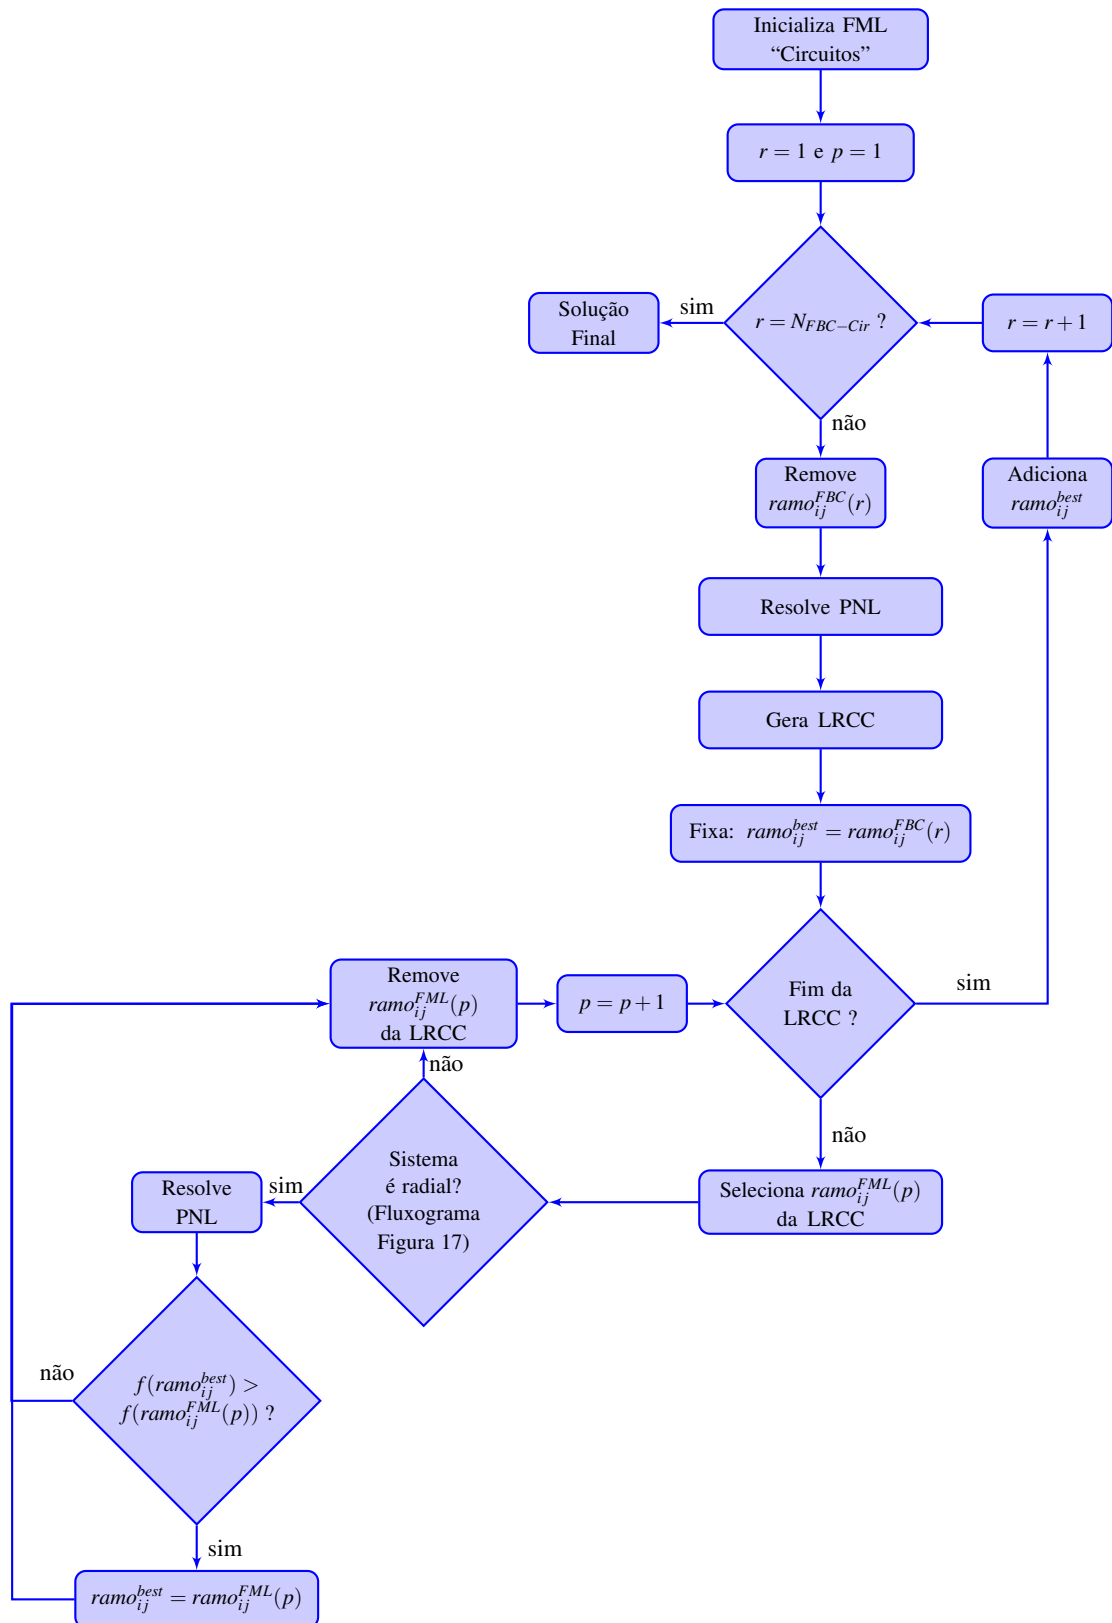 Inicializa FML
“Circuitos”
r = 1 e p = 1
Solução
Final
sim
r = N_{FBC−Cir} ?
r = r + 1
não
Remove
ramo_{ij}^{FBC}(r)
Adiciona
ramo_{ij}^{best}
Resolve PNL
Gera LRCC
Fixa: ramo_{ij}^{best} = ramo_{ij}^{FBC}(r)
Remove
ramo_{ij}^{FML}(p)
da LRCC
p = p + 1
Fim da
LRCC ?
sim
não
não
Sistema
é radial?
(Fluxograma
Figura 17)
sim
Resolve
PNL
Seleciona ramo_{ij}^{FML}(p)
da LRCC
não
f(ramo_{ij}^{best}) >
f(ramo_{ij}^{FML}(p)) ?
sim
ramo_{ij}^{best} = ramo_{ij}^{FML}(p)